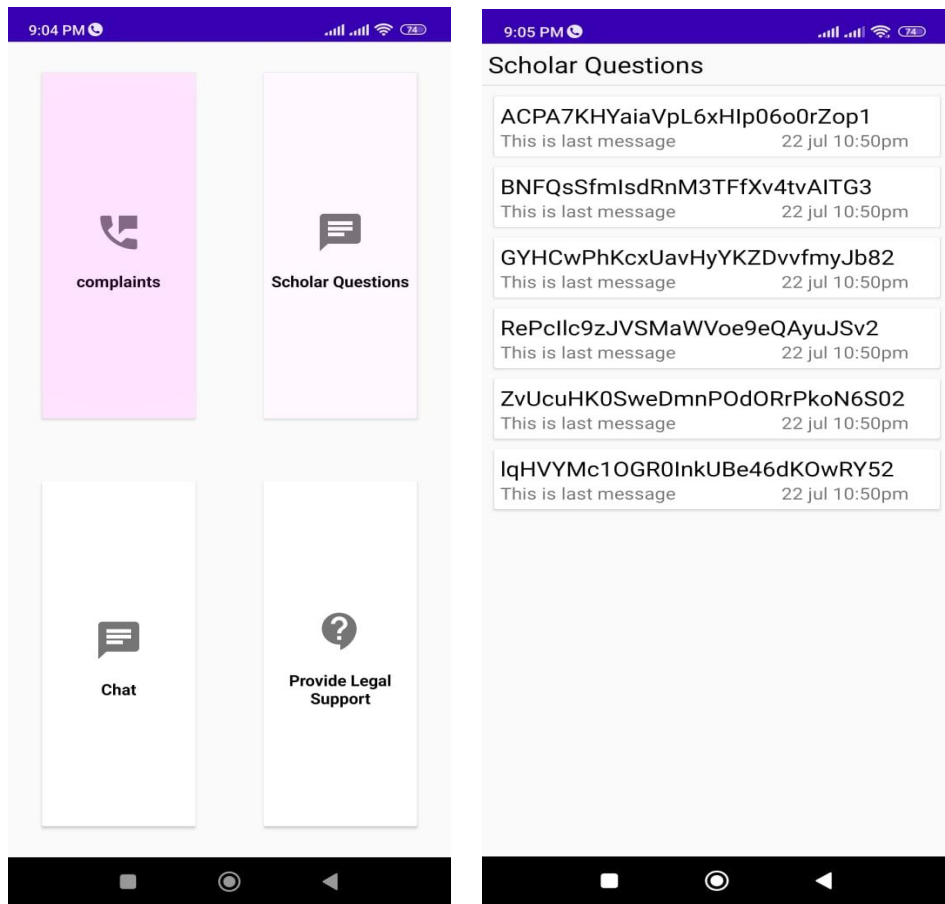 9:04 PM
74
complaints
Scholar Questions
Chat
Provide Legal
Support
9:05 PM
74
Scholar Questions
ACPA7KHYaiaVpL6xHIp06o0rZop1
This is last message 22 jul 10:50pm
BNFQsSfmIsdRnM3TFfXv4tvAITG3
This is last message 22 jul 10:50pm
GYHCwPhKcxUavHyYKZDvvfmyJb82
This is last message 22 jul 10:50pm
RePcIlc9zJVSMaWVoe9eQAyuJSv2
This is last message 22 jul 10:50pm
ZvUcuHK0SweDmnPOdORrPkoN6S02
This is last message 22 jul 10:50pm
lqHVYMc1OGR0InkUBe46dKOwRY52
This is last message 22 jul 10:50pm